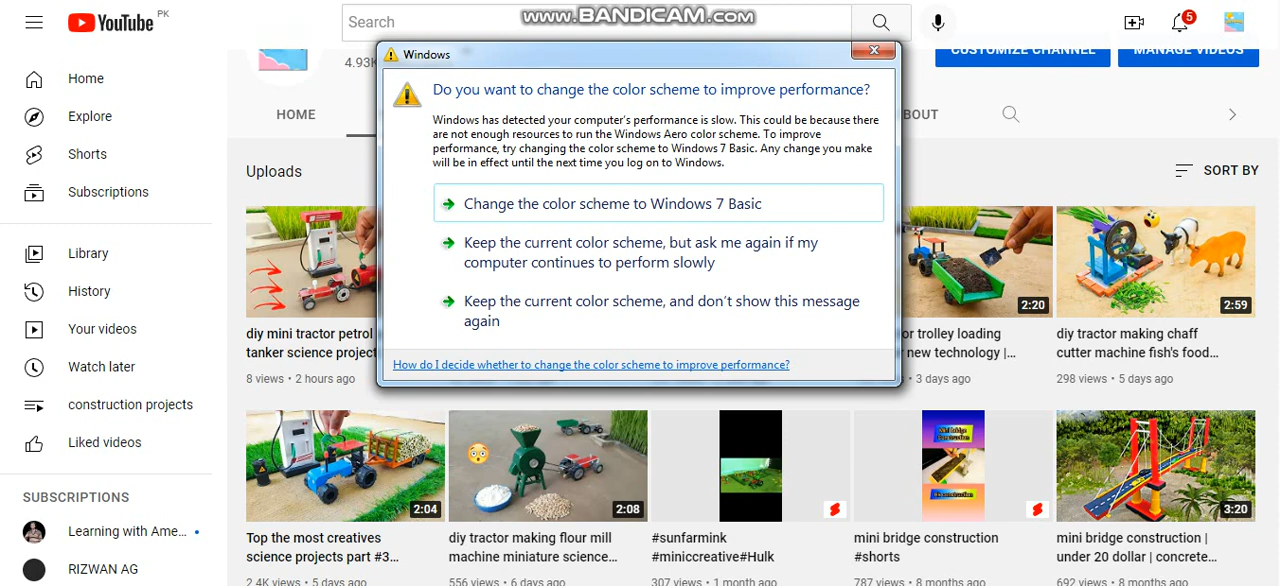 YouTube PK
Search
www.BANDICAM.com
5
CUSTOMIZE CHANNEL
MANAGE VIDEOS
4.93K
Home
Explore
Shorts
Subscriptions
Library
History
Your videos
Watch later
construction projects
Liked videos
SUBSCRIPTIONS
Learning with Ame...
RIZWAN AG
HOME
Uploads
SORT BY
Windows
Do you want to change the color scheme to improve performance?
Windows has detected your computer's performance is slow. This could be because there
are not enough resources to run the Windows Aero color scheme. To improve
performance, try changing the color scheme to Windows 7 Basic. Any change you make
will be in effect until the next time you log on to Windows.
Change the color scheme to Windows 7 Basic
Keep the current color scheme, but ask me again if my
computer continues to perform slowly
Keep the current color scheme, and don't show this message
again
How do I decide whether to change the color scheme to improve performance?
diy mini tractor petrol
tanker science project
8 views • 2 hours ago
2:20
trolley loading
new technology |...
• 3 days ago
2:59
diy tractor making chaff
cutter machine fish's food...
298 views • 5 days ago
2:04
Top the most creatives
science projects part #3...
2.4K views • 5 days ago
2:08
diy tractor making flour mill
machine miniature science...
556 views • 6 days ago
#sunfarmink
#miniccreative#Hulk
307 views • 1 month ago
mini bridge construction
#shorts
787 views • 8 months ago
3:20
mini bridge construction |
under 20 dollar | concrete...
692 views • 8 months ago